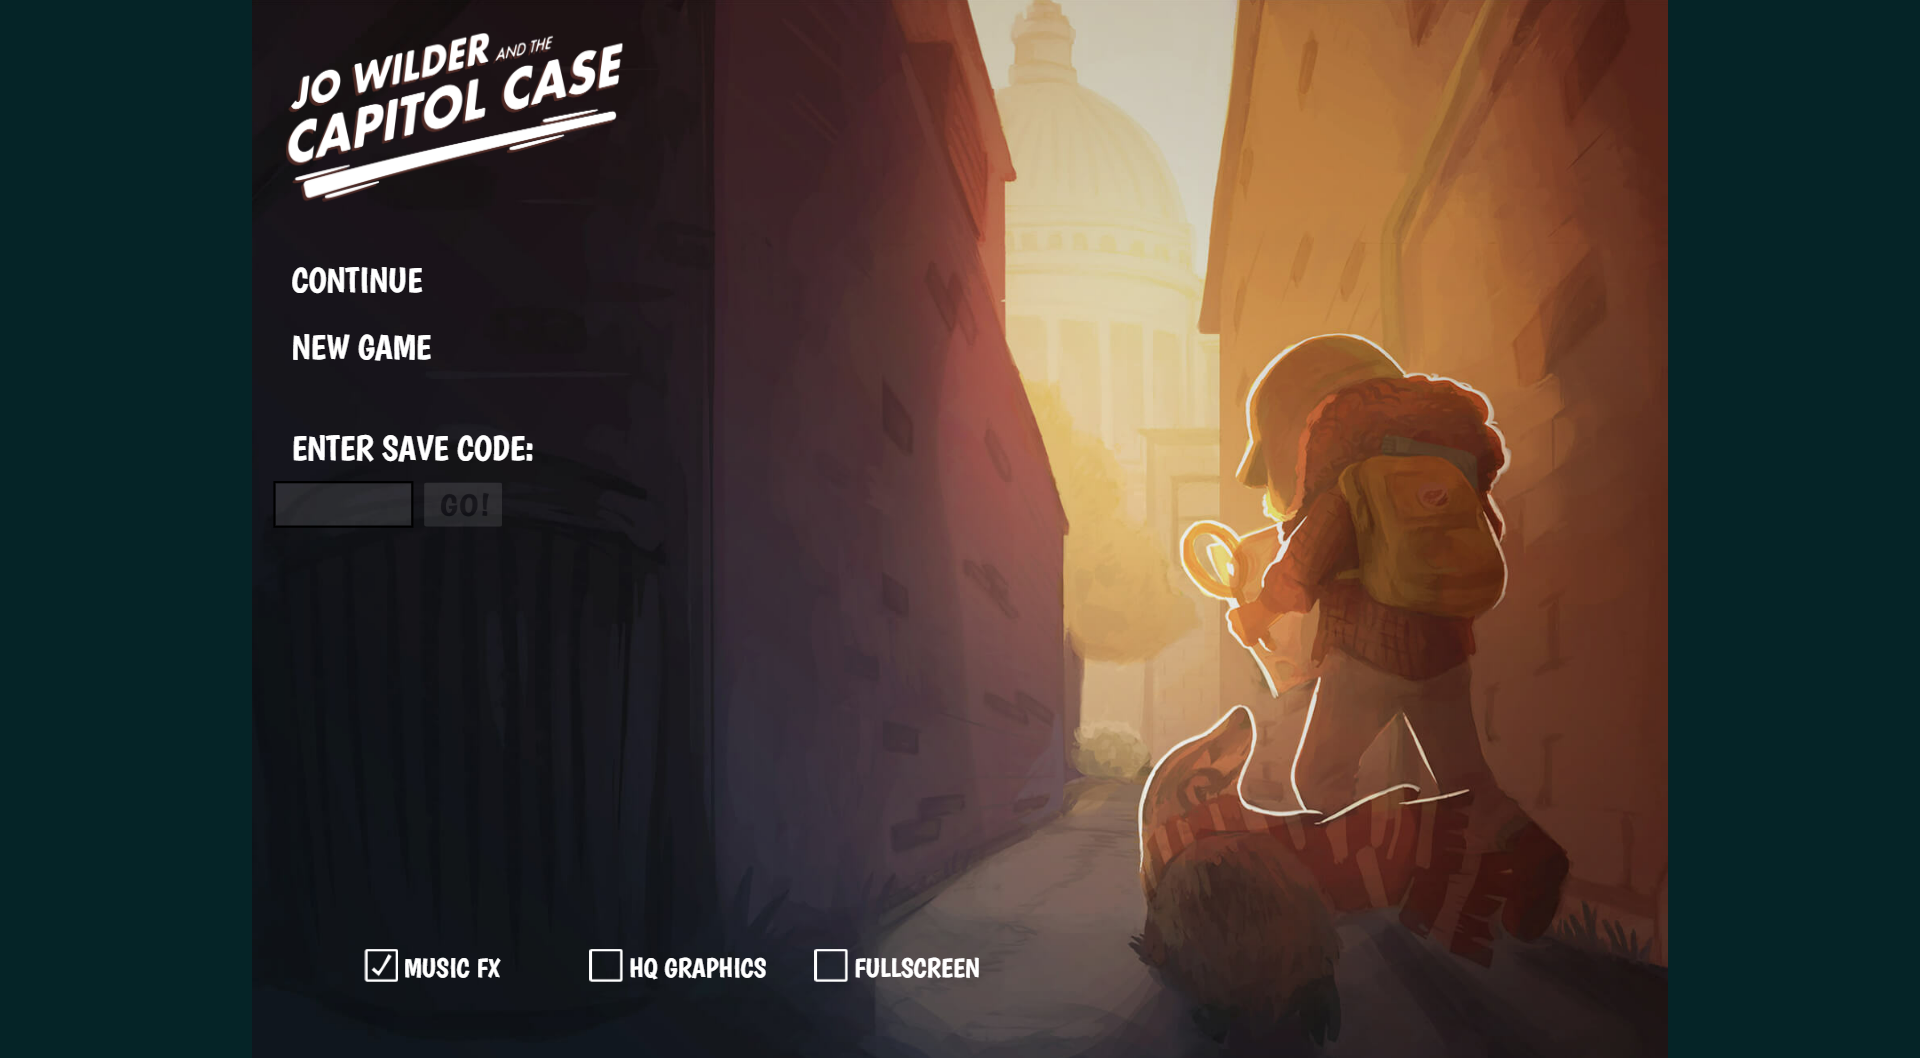 JO WILDER AND THE
CAPITOL CASE
CONTINUE
NEW GAME
ENTER SAVE CODE:
GO!
MUSIC FX
HQ GRAPHICS
FULLSCREEN